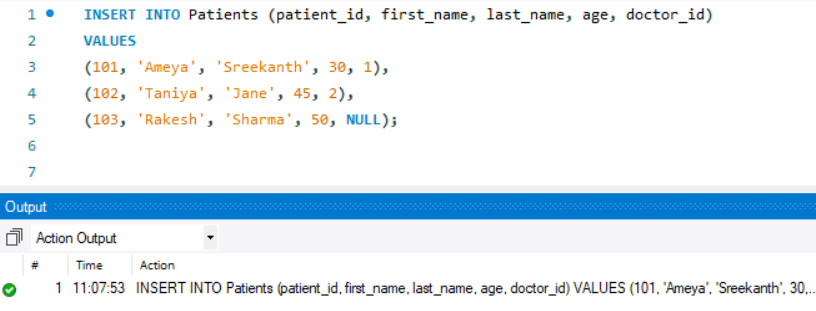 1 INSERT INTO Patients (patient_id, first_name, last_name, age, doctor_id)
2 VALUES
3 (101, 'Ameya', 'Sreekanth', 30, 1),
4 (102, 'Taniya', 'Jane', 45, 2),
5 (103, 'Rakesh', 'Sharma', 50, NULL);
6
7
Output
Action Output
# Time Action
1 11:07:53 INSERT INTO Patients (patient_id, first_name, last_name, age, doctor_id) VALUES (101, 'Ameya', 'Sreekanth', 30,...